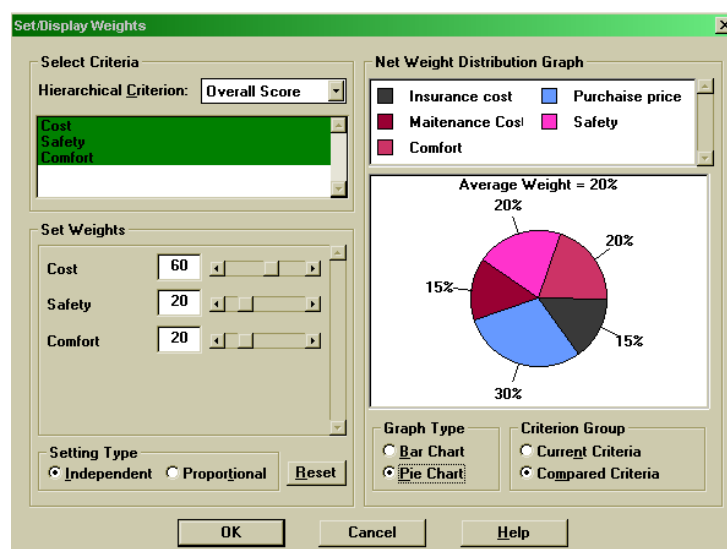 Set/Display Weights
Select Criteria
Hierarchical Criterion: Overall Score
Cost
Safety
Comfort
Set Weights
Cost 60
Safety 20
Comfort 20
Setting Type
Independent Proportional
Reset
Net Weight Distribution Graph
Insurance cost Purchaise price
Maitenance Cost Safety
Comfort
Average Weight = 20%
20%
20%
15%
15%
30%
Graph Type
Bar Chart
Pie Chart
Criterion Group
Current Criteria
Compared Criteria
OK Cancel Help